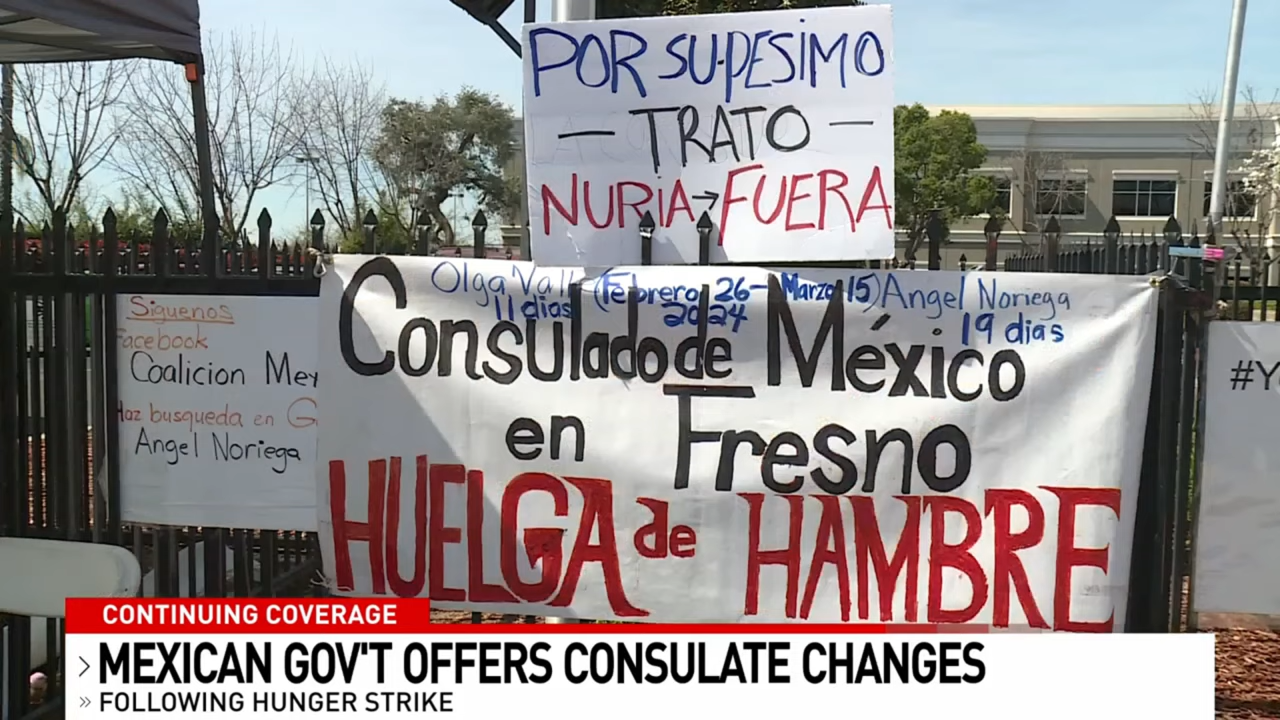 POR SU PESIMO
— TRATO —
NURIA → FUERA
Siguenos
Facebook
Coalicion Mex
Haz busqueda en G
Angel Noriega
Olga Vall (Febrero 26 - Marzo 15) Angel Noriega
11 dias 2024 19 dias
Consulado de México
en Fresno
HUELGA de HAMBRE
#Y
CONTINUING COVERAGE
MEXICAN GOV'T OFFERS CONSULATE CHANGES
FOLLOWING HUNGER STRIKE